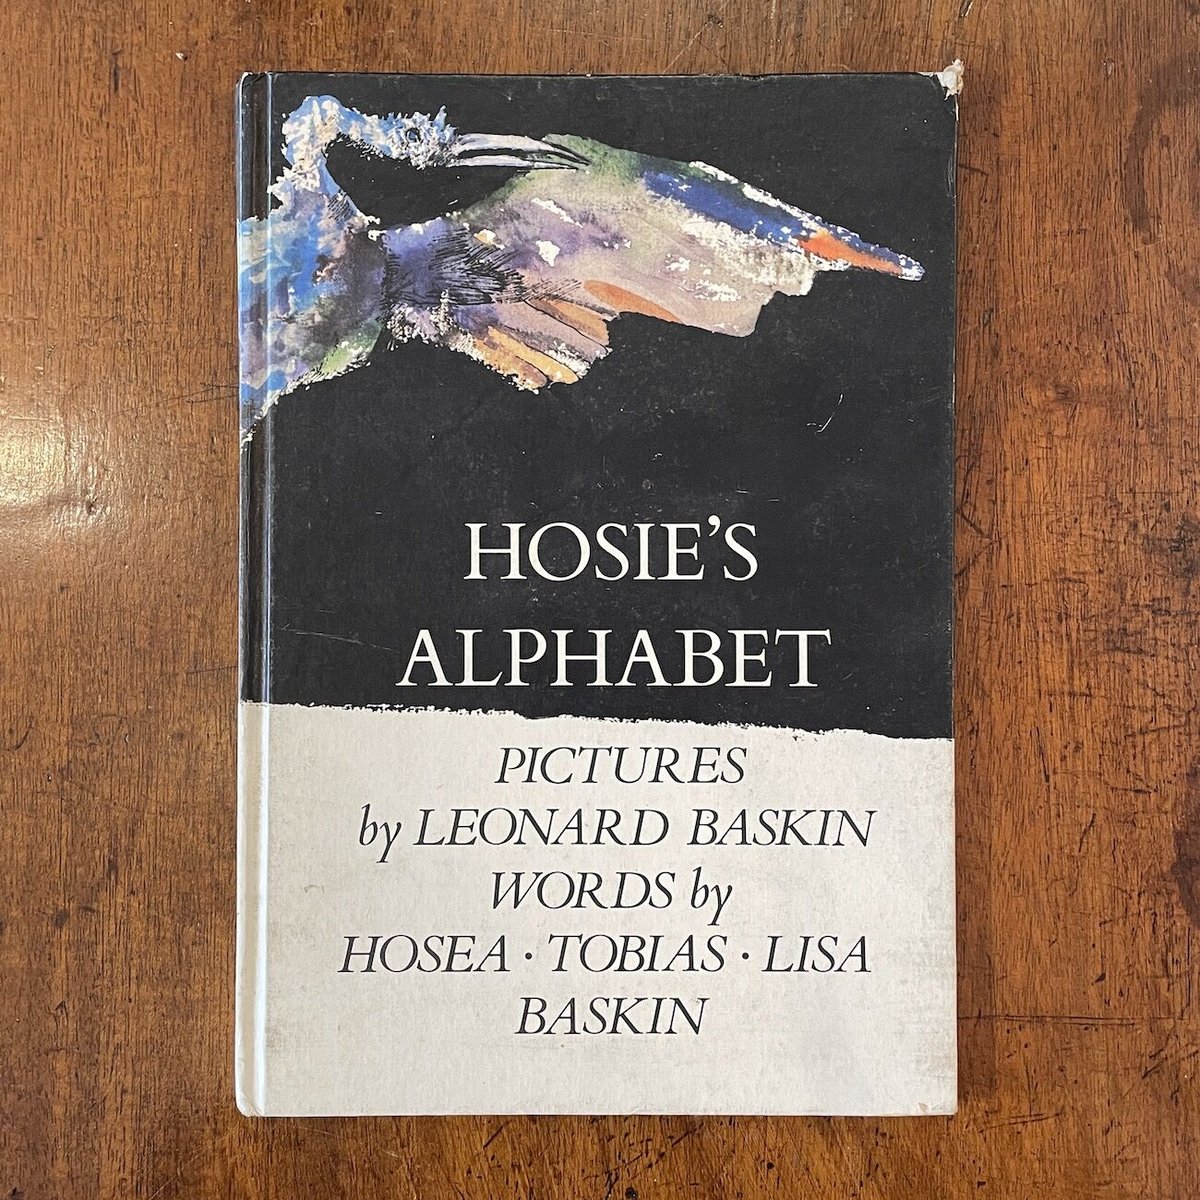 HOSIE’S
ALPHABET
PICTURES
by LEONARD BASKIN
WORDS by
HOSEA · TOBIAS · LISA
BASKIN